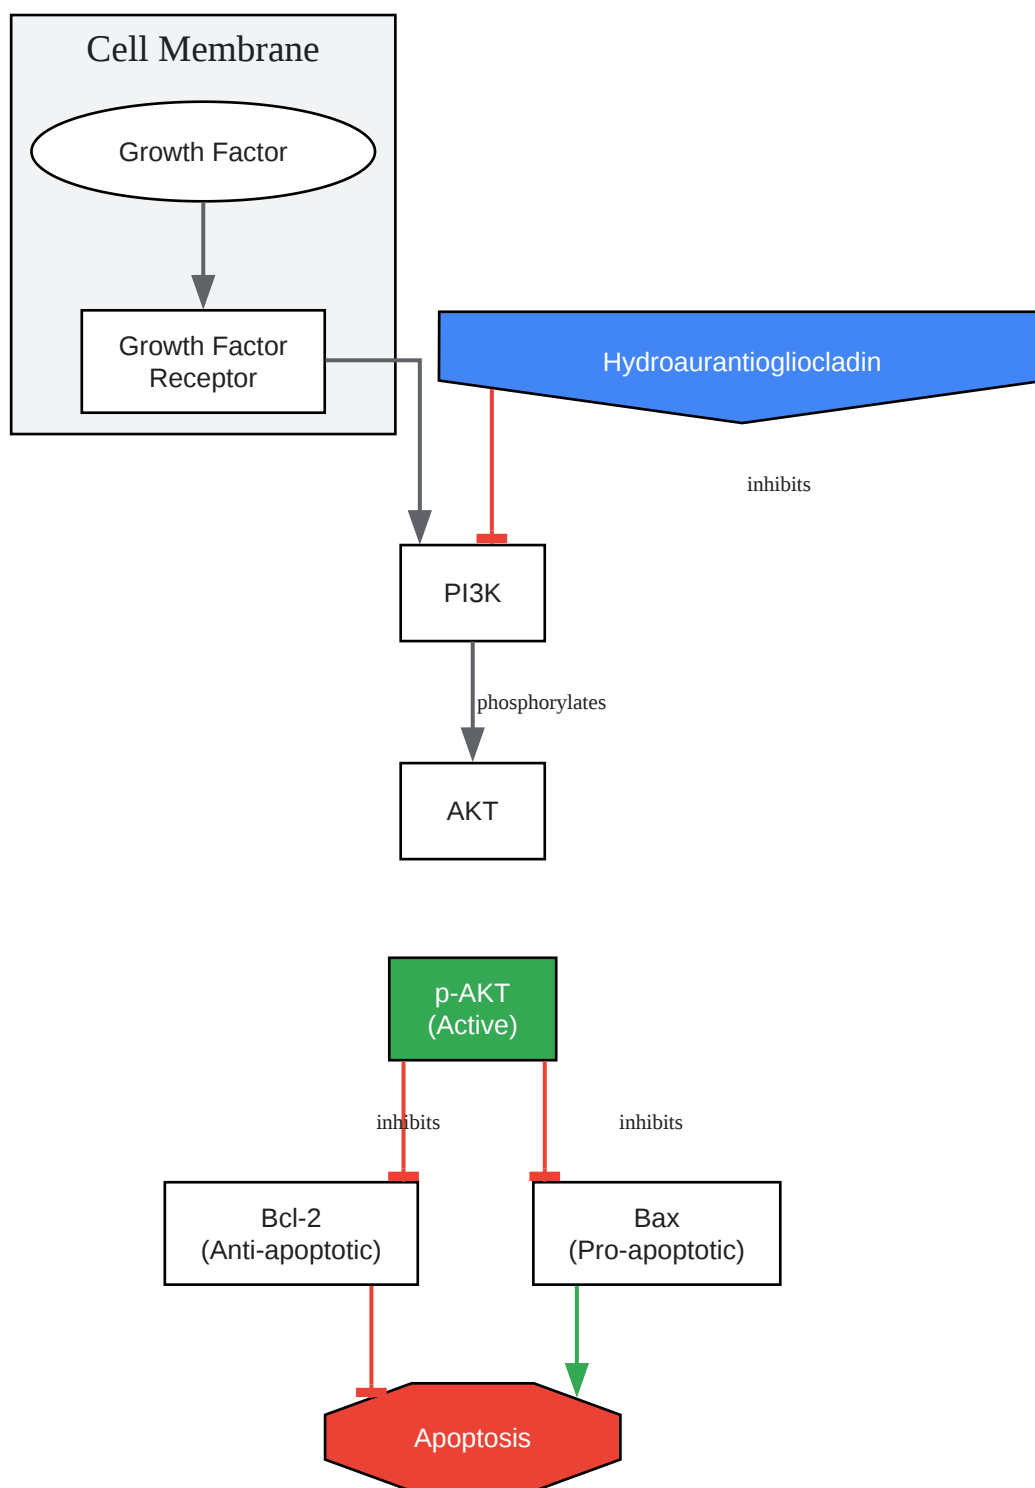 Cell Membrane
Growth Factor
Growth Factor
Receptor
Hydroaurantiogliocladin
inhibits
PI3K
phosphorylates
AKT
p-AKT
(Active)
inhibits
inhibits
Bcl-2
(Anti-apoptotic)
Bax
(Pro-apoptotic)
Apoptosis